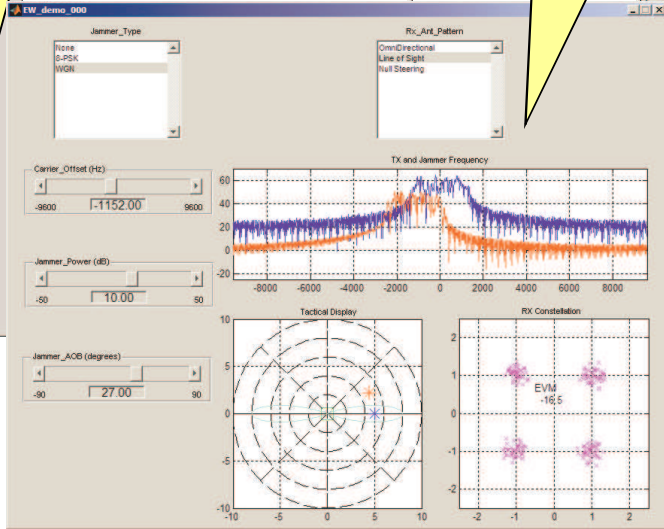 EW_demo_000
Jammer_Type
None
8-PSK
WGN
Rx_Ant_Pattern
OmniDirectional
Line of Sight
Null Steering
Carrier_Offset (Hz)
-9600 -1152.00 9600
Jammer_Power (dB)
-50 10.00 50
Jammer_AOB (degrees)
-90 27.00 90
TX and Jammer Frequency
60
40
20
0
-20
-8000 -6000 -4000 -2000 0 2000 4000 6000 8000
Tactical Display
10
5
0
-5
-10
-10 -5 0 5 10
RX Constellation
2
1
0
-1
-2
EVM
-16.5
-2 -1 0 1 2